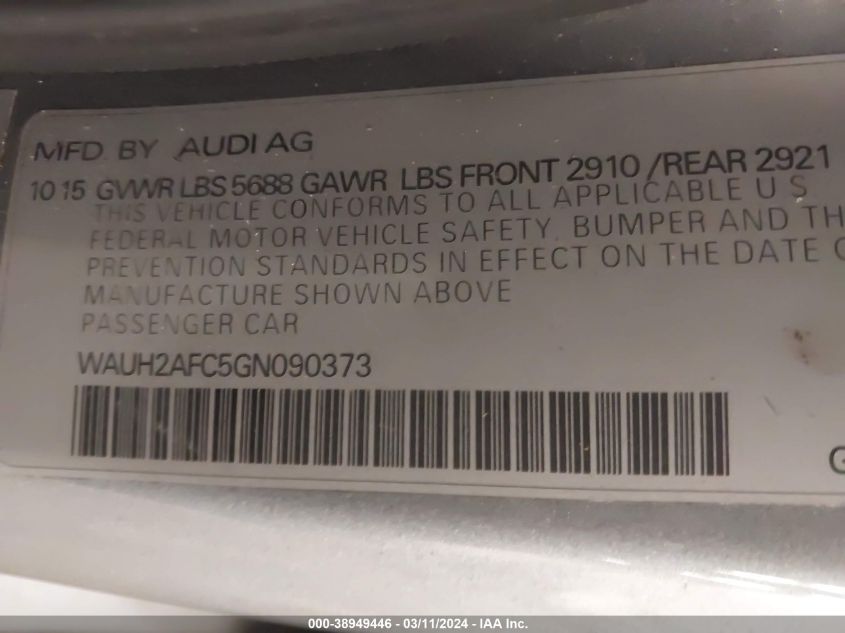 MFD. BY AUDI AG
10 15 GVWR LBS 5688 GAWR LBS FRONT 2910 /REAR 2921
THIS VEHICLE CONFORMS TO ALL APPLICABLE U S
FEDERAL MOTOR VEHICLE SAFETY, BUMPER AND TH
PREVENTION STANDARDS IN EFFECT ON THE DATE
MANUFACTURE SHOWN ABOVE
PASSENGER CAR
WAUH2AFC5GN090373
G
000-38949446 - 03/11/2024 - IAA Inc.